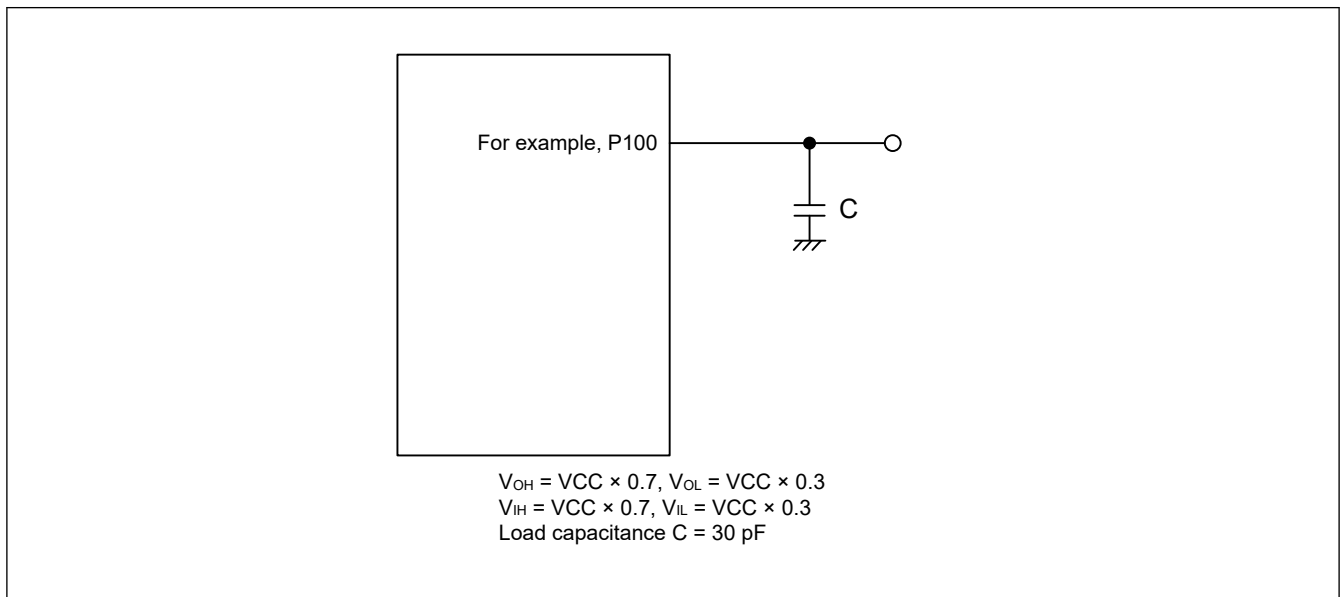 For example, P100
C
VOH = VCC × 0.7, VOL = VCC × 0.3
VIH = VCC × 0.7, VIL = VCC × 0.3
Load capacitance C = 30 pF